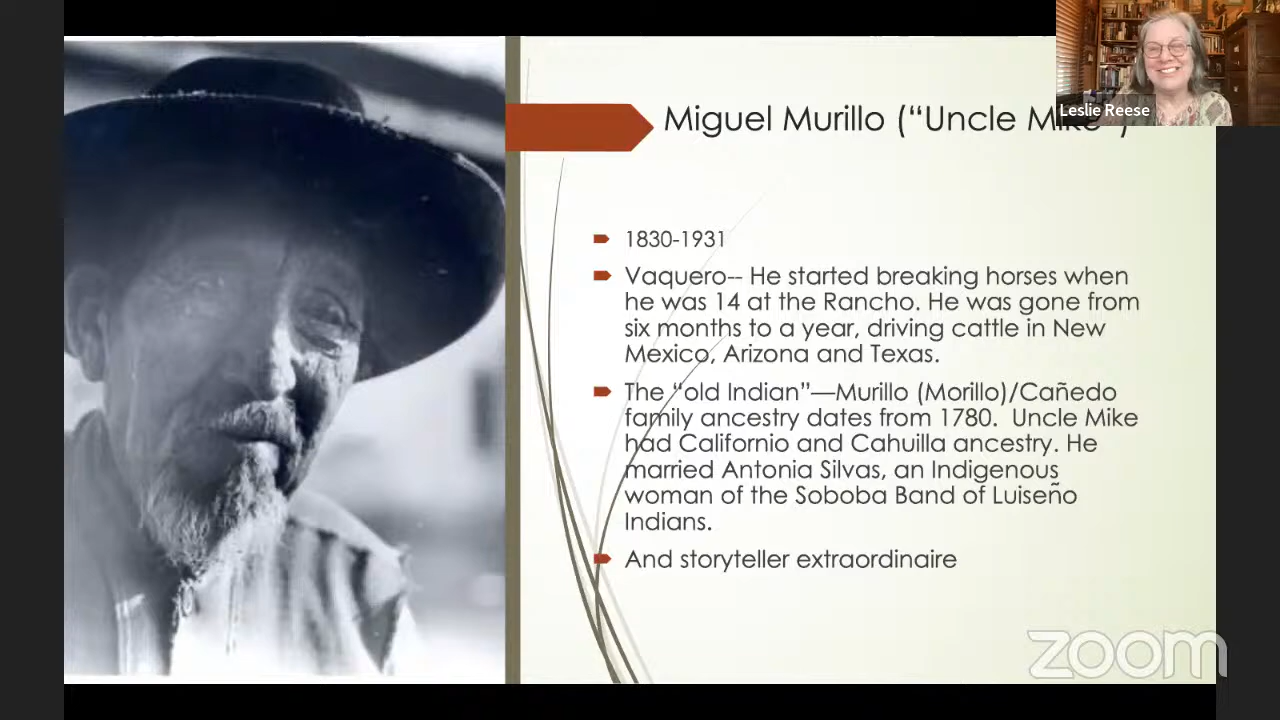 Leslie Reese
Miguel Murillo (“Uncle Mike”)
1830-1931
Vaquero-- He started breaking horses when
he was 14 at the Rancho. He was gone from
six months to a year, driving cattle in New
Mexico, Arizona and Texas.
The “old Indian”—Murillo (Morillo)/Cañedo
family ancestry dates from 1780. Uncle Mike
had Californio and Cahuilla ancestry. He
married Antonia Silvas, an Indigenous
woman of the Soboba Band of Luiseño
Indians.
And storyteller extraordinaire
zoom